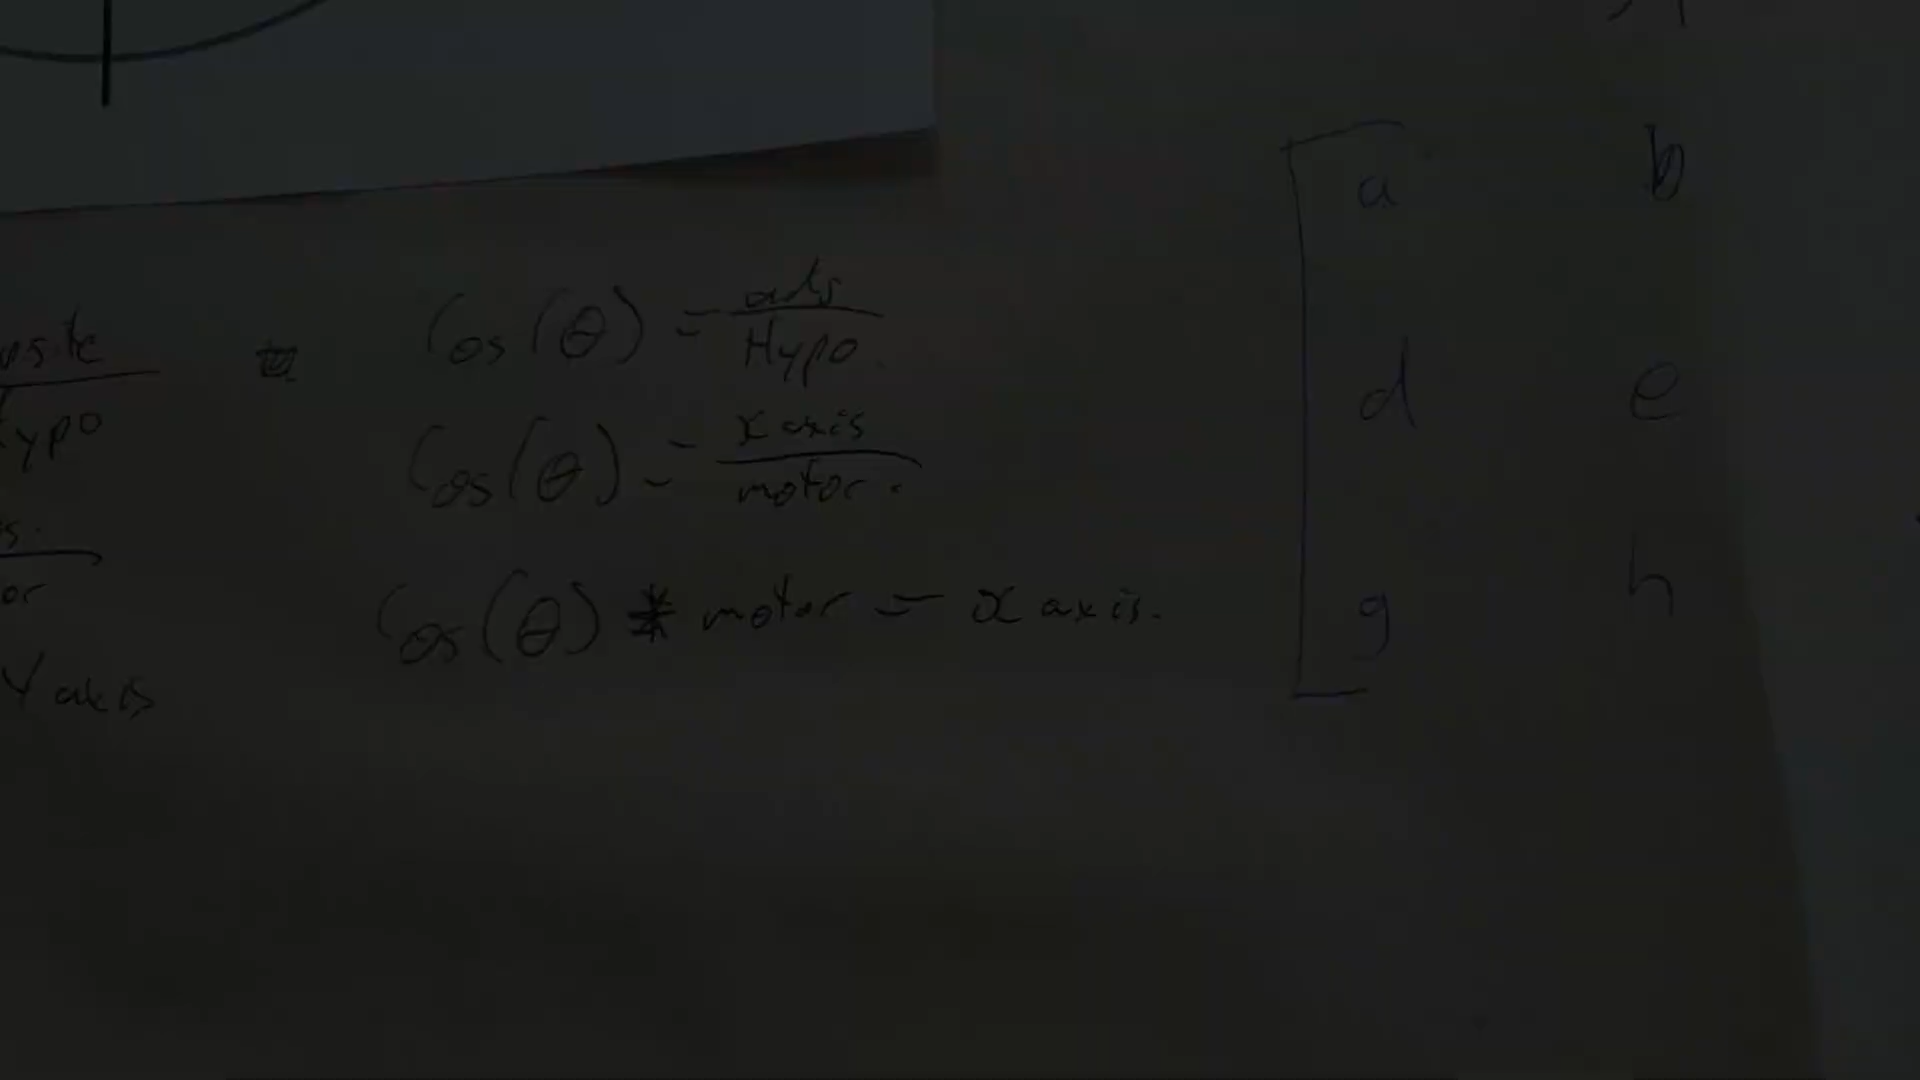 Cos(θ) = adj / Hypo.
Cos(θ) = x axis / motor.
Cos(θ) * motor = x axis.
Hypo
Y axis
a b
d e
g h